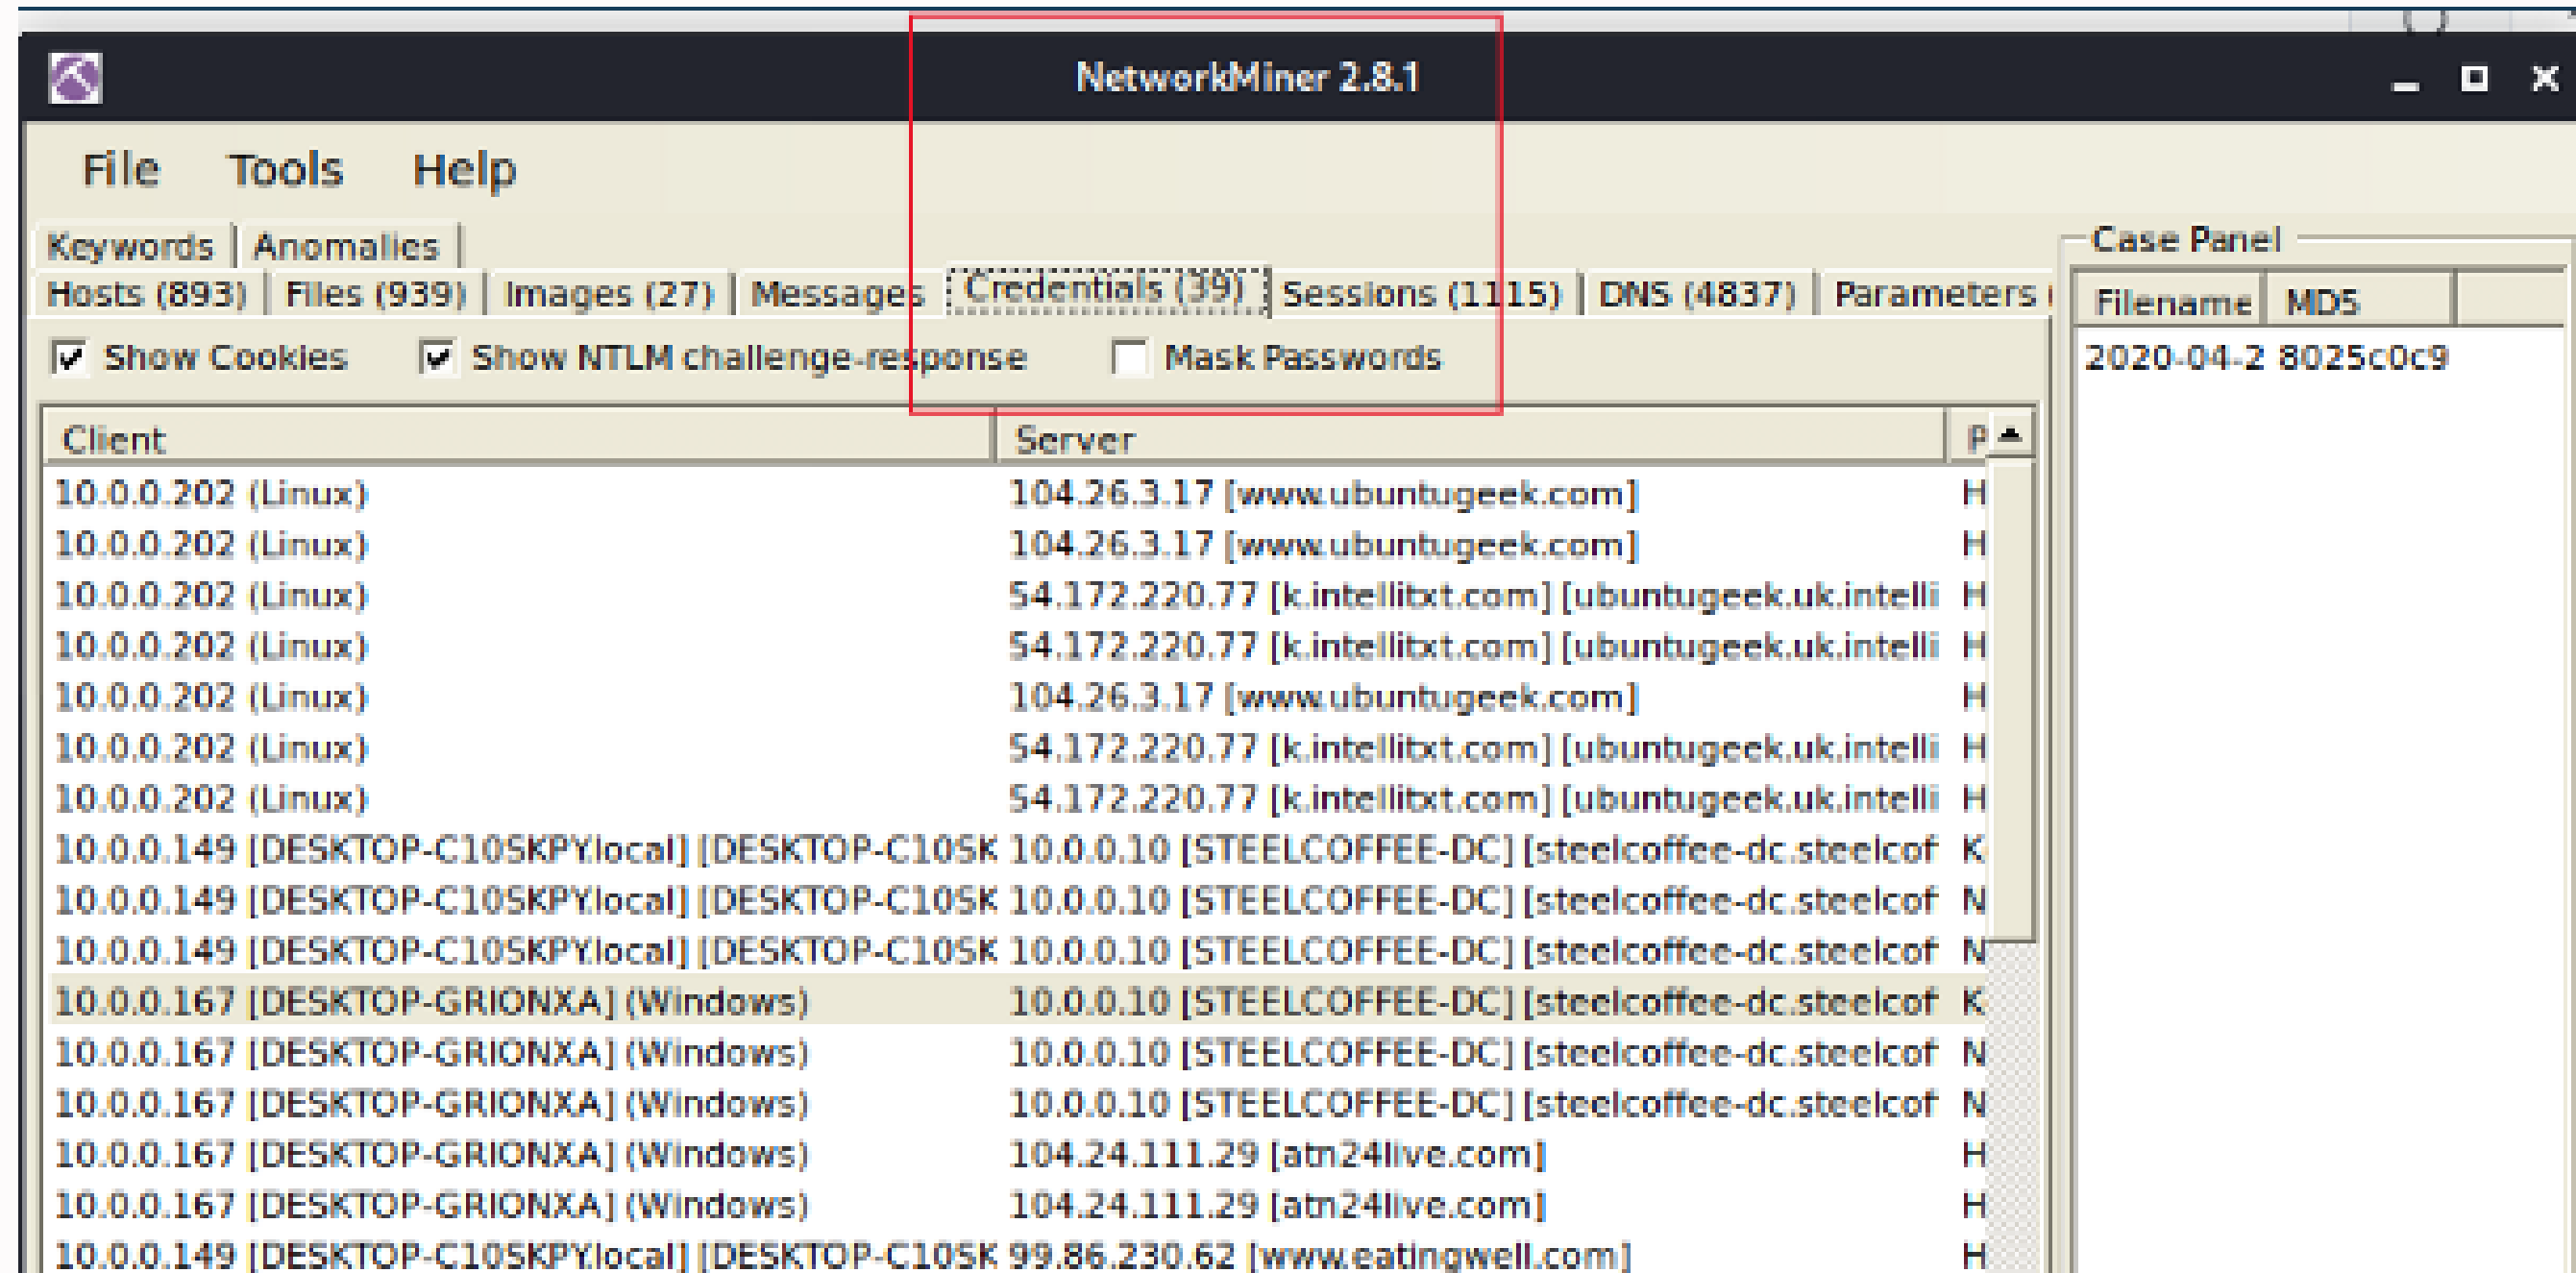 NetworkMiner 2.8.1
File Tools Help
Keywords Anomalies
Hosts (893) Files (939) Images (27) Messages Credentials (39) Sessions (1115) DNS (4837) Parameters (
Show Cookies Show NTLM challenge-response Mask Passwords
Client Server P
10.0.0.202 (Linux) 104.26.3.17 [www.ubuntugeek.com] H
10.0.0.202 (Linux) 104.26.3.17 [www.ubuntugeek.com] H
10.0.0.202 (Linux) 54.172.220.77 [k.intellitxt.com] [ubuntugeek.uk.intelli H
10.0.0.202 (Linux) 54.172.220.77 [k.intellitxt.com] [ubuntugeek.uk.intelli H
10.0.0.202 (Linux) 104.26.3.17 [www.ubuntugeek.com] H
10.0.0.202 (Linux) 54.172.220.77 [k.intellitxt.com] [ubuntugeek.uk.intelli H
10.0.0.202 (Linux) 54.172.220.77 [k.intellitxt.com] [ubuntugeek.uk.intelli H
10.0.0.149 [DESKTOP-C10SKPY.local] [DESKTOP-C10SK 10.0.0.10 [STEELCOFFEE-DC] [steelcoffee-dc.steelcof K
10.0.0.149 [DESKTOP-C10SKPY.local] [DESKTOP-C10SK 10.0.0.10 [STEELCOFFEE-DC] [steelcoffee-dc.steelcof N
10.0.0.149 [DESKTOP-C10SKPY.local] [DESKTOP-C10SK 10.0.0.10 [STEELCOFFEE-DC] [steelcoffee-dc.steelcof N
10.0.0.167 [DESKTOP-GRIONXA] (Windows) 10.0.0.10 [STEELCOFFEE-DC] [steelcoffee-dc.steelcof K
10.0.0.167 [DESKTOP-GRIONXA] (Windows) 10.0.0.10 [STEELCOFFEE-DC] [steelcoffee-dc.steelcof N
10.0.0.167 [DESKTOP-GRIONXA] (Windows) 10.0.0.10 [STEELCOFFEE-DC] [steelcoffee-dc.steelcof N
10.0.0.167 [DESKTOP-GRIONXA] (Windows) 104.24.111.29 [atn24live.com] H
10.0.0.167 [DESKTOP-GRIONXA] (Windows) 104.24.111.29 [atn24live.com] H
10.0.0.149 [DESKTOP-C10SKPY.local] [DESKTOP-C10SK 99.86.230.62 [www.eatingwell.com] H
Case Panel
Filename MD5
2020-04-2 8025c0c9